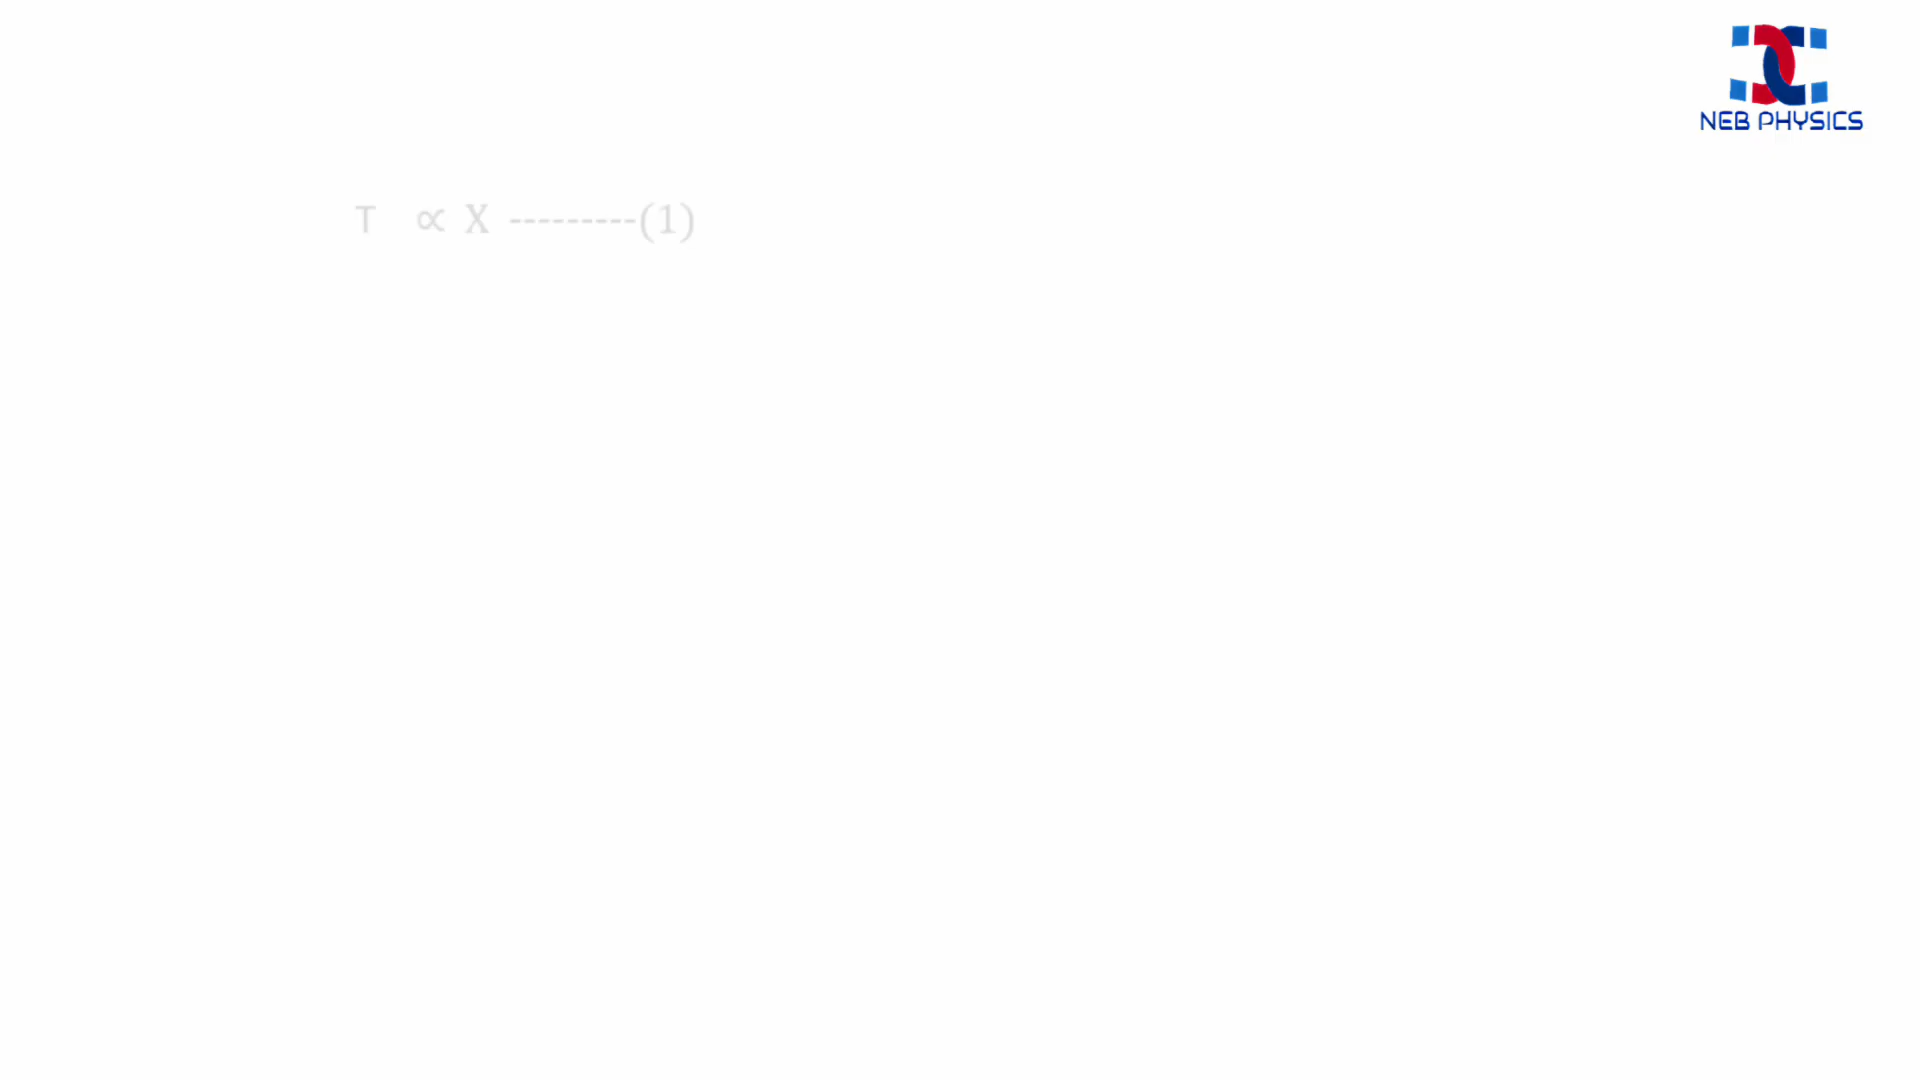 NEB PHYSICS
T ∝ X ---------(1)